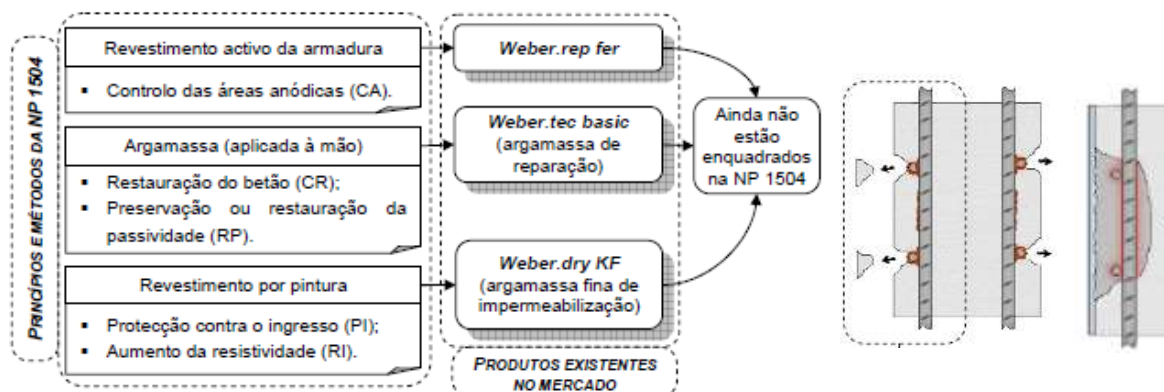 PRINCÍPIOS E MÉTODOS DA NP 1504
Revestimento activo da armadura
▪ Controlo das áreas anódicas (CA).
Argamassa (aplicada à mão)
▪ Restauração do betão (CR);
▪ Preservação ou restauração da
passividade (RP).
Revestimento por pintura
▪ Protecção contra o ingresso (PI);
▪ Aumento da resistividade (RI).
Weber.rep fer
Weber.tec basic
(argamassa de
reparação)
Weber.dry KF
(argamassa fina de
impermeabilização)
PRODUTOS EXISTENTES
NO MERCADO
Ainda não
estão
enquadrados
na NP 1504